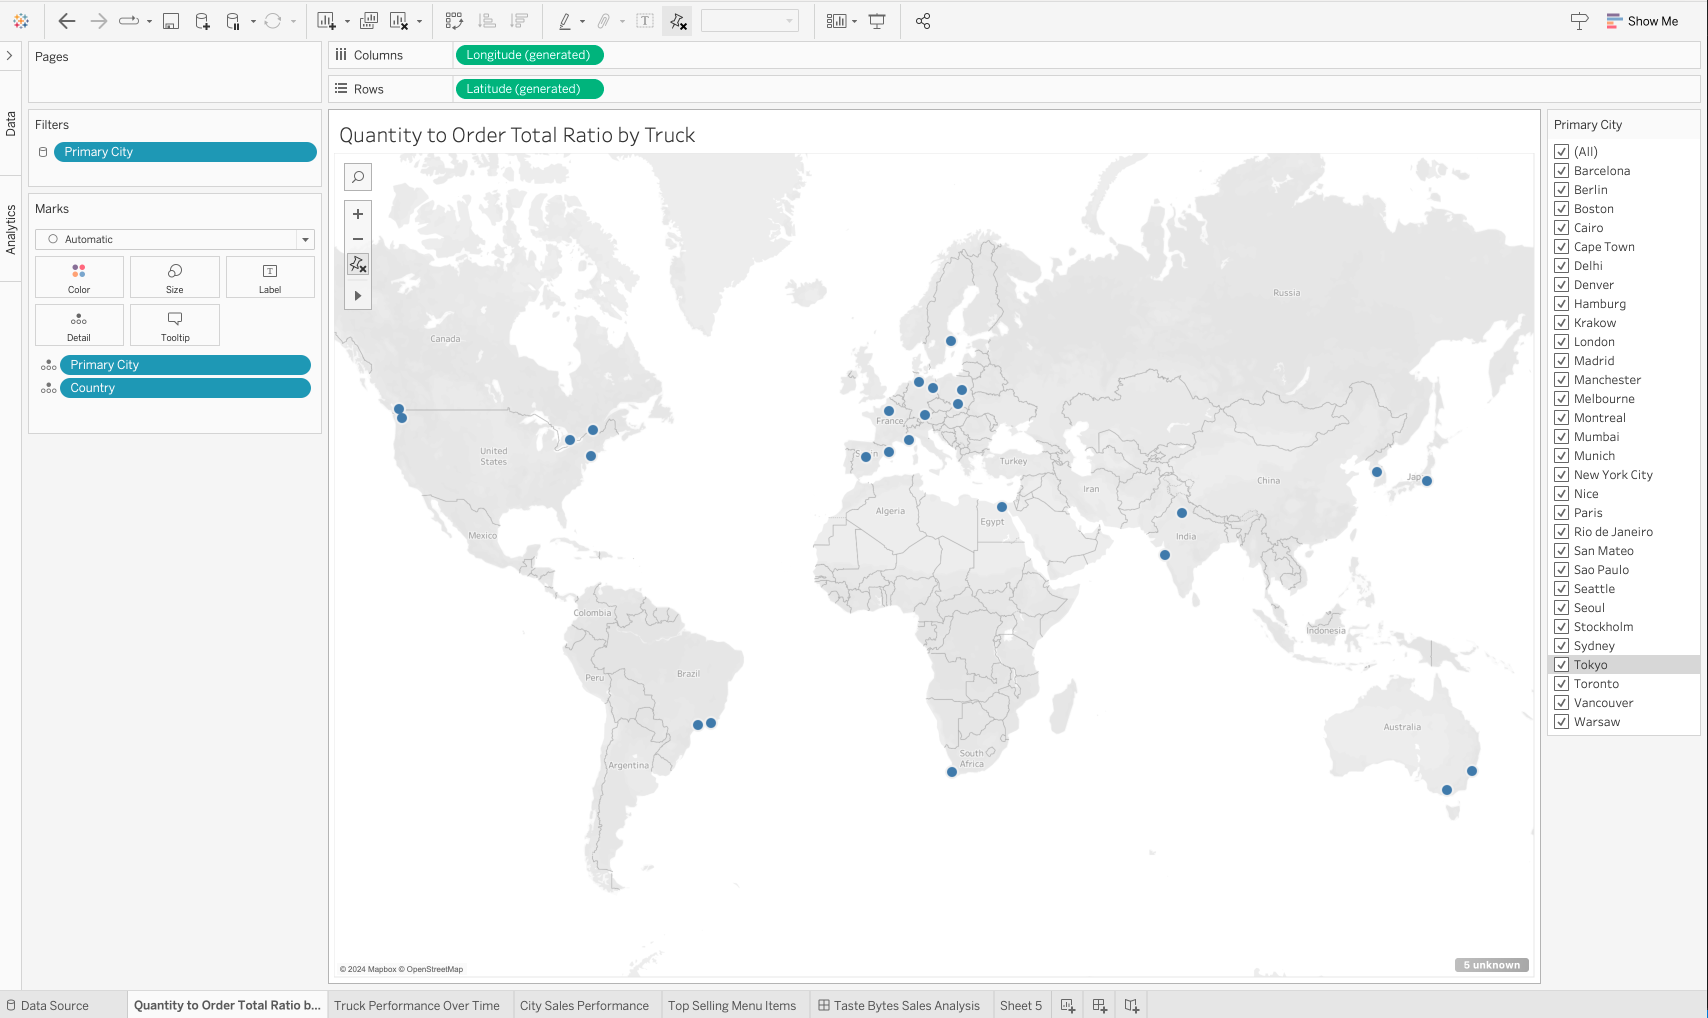 Show Me
Pages
Columns
Longitude (generated)
Rows
Latitude (generated)
Data
Analytics
Filters
Primary City
Marks
Automatic
Color
Size
Label
Detail
Tooltip
Primary City
Country
Quantity to Order Total Ratio by Truck
Russia
Canada
United
States
Mexico
France
Turkey
Iran
China
Algeria
Egypt
India
Colombia
Indonesia
Peru
Brazil
Argentina
South
Africa
Australia
© 2024 Mapbox © OpenStreetMap
5 unknown
Primary City
(All)
Barcelona
Berlin
Boston
Cairo
Cape Town
Delhi
Denver
Hamburg
Krakow
London
Madrid
Manchester
Melbourne
Montreal
Mumbai
Munich
New York City
Nice
Paris
Rio de Janeiro
San Mateo
Sao Paulo
Seattle
Seoul
Stockholm
Sydney
Tokyo
Toronto
Vancouver
Warsaw
Data Source
Quantity to Order Total Ratio b...
Truck Performance Over Time
City Sales Performance
Top Selling Menu Items
Taste Bytes Sales Analysis
Sheet 5